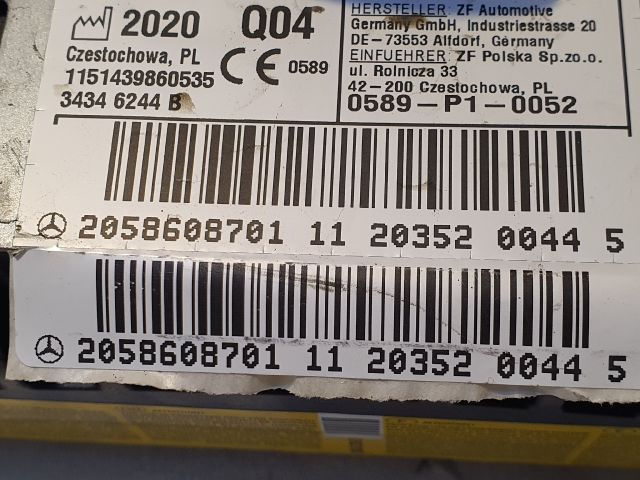 2020 Q04
Czestochowa, PL
1151439860535
3434 6244 B
CE 0589
HERSTELLER: ZF Automotive
Germany GmbH, Industriestrasse 20
DE-73553 Alfdorf, Germany
EINFUEHRER: ZF Polska Sp.zo.o.
ul. Rolnicza 33
42-200 Czestochowa, PL
0589-P1-0052
2058608701 11 20352 0044 5
2058608701 11 20352 0044 5